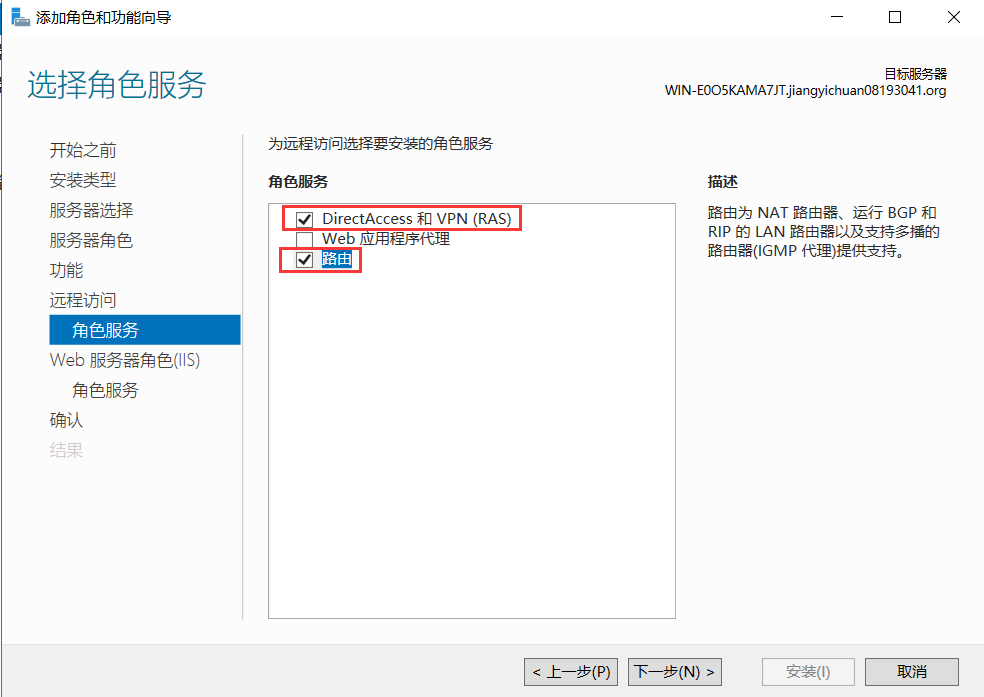 添加角色和功能向导
选择角色服务
目标服务器
WIN-E0O5KAMA7JT.jiangyichuan08193041.org
开始之前
安装类型
服务器选择
服务器角色
功能
远程访问
角色服务
Web 服务器角色(IIS)
角色服务
确认
结果
为远程访问选择要安装的角色服务
角色服务
DirectAccess 和 VPN (RAS)
Web 应用程序代理
路由
描述
路由为 NAT 路由器、运行 BGP 和
RIP 的 LAN 路由器以及支持多播的
路由器(IGMP 代理)提供支持。
< 上一步(P)
下一步(N) >
安装(I)
取消